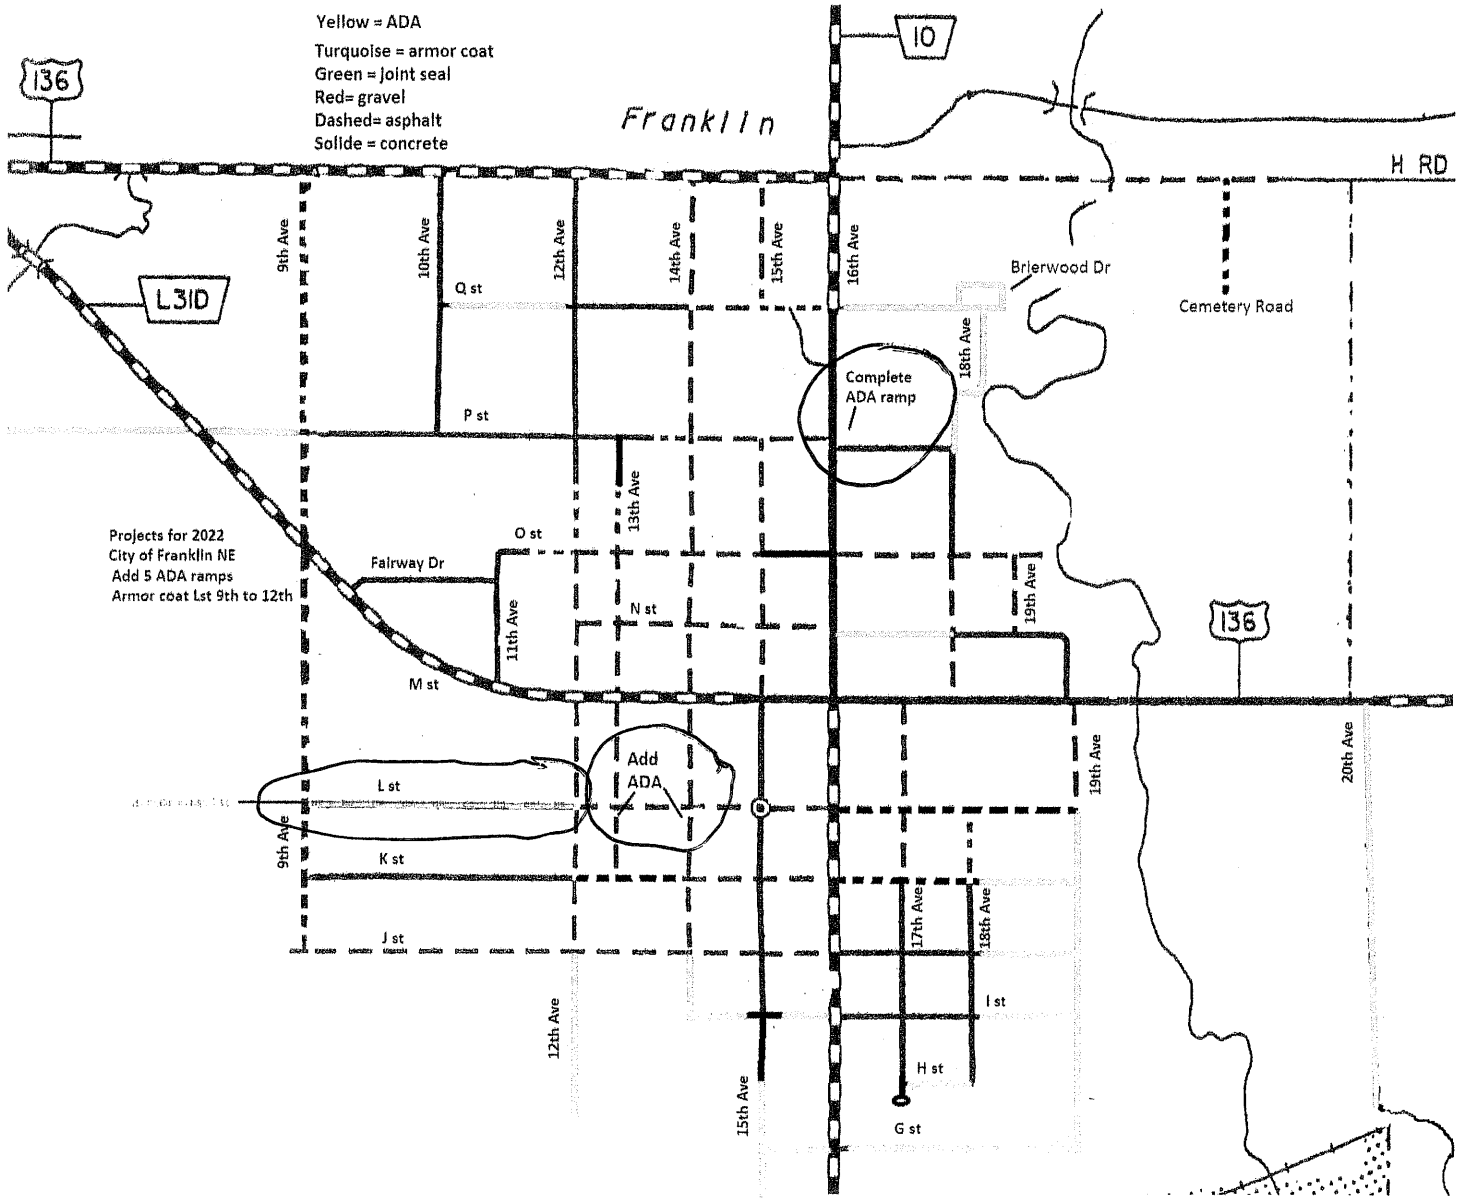 Yellow = ADA
Turquoise = armor coat
Green = joint seal
Red= gravel
Dashed= asphalt
Solide = concrete
136
Franklin
10
H RD
9th Ave
10th Ave
12th Ave
14th Ave
15th Ave
16th Ave
Brierwood Dr
Cemetery Road
L31D
Q st
18th Ave
Complete
ADA ramp
P st
13th Ave
Projects for 2022
City of Franklin NE
Add 5 ADA ramps
Armor coat Lst 9th to 12th
O st
Fairway Dr
11th Ave
N st
19th Ave
136
M st
Add
ADA
L st
19th Ave
20th Ave
9th Ave
K st
17th Ave
18th Ave
J st
12th Ave
I st
H st
15th Ave
G st